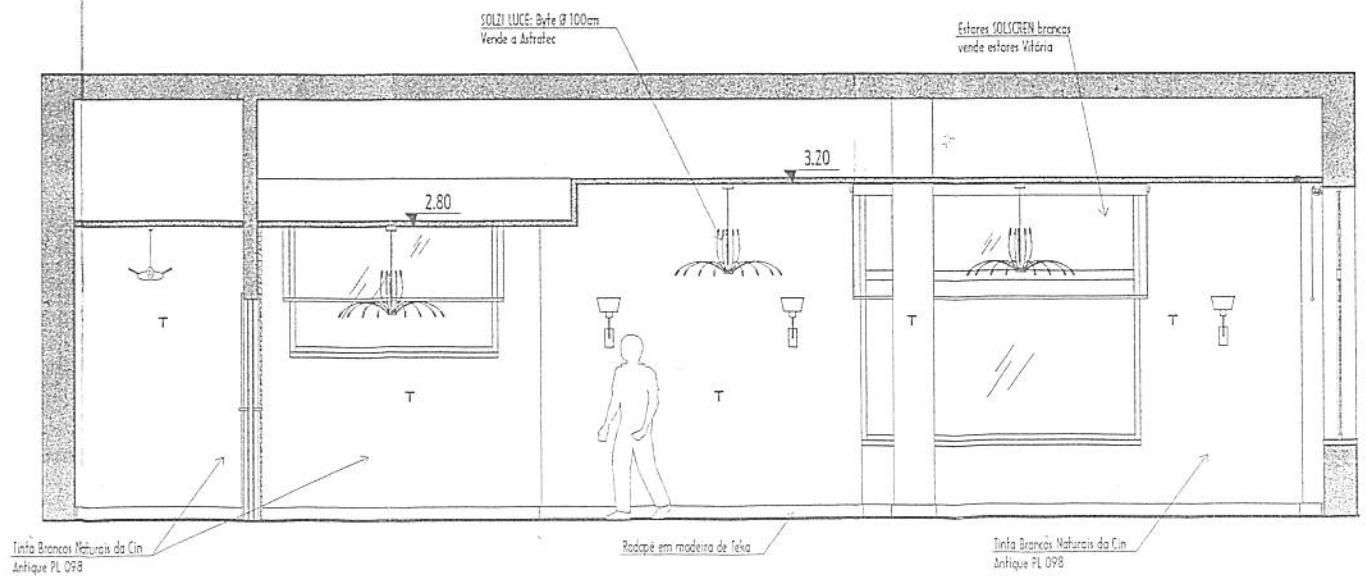 SOLZI LUCE: Byte Ø 100cm
Vende a Astratec
Estores SOLSCREN brancos
vende estores Vitória
3.20
2.80
T
T
T
T
T
Tinta Brancos Naturais da Cin
Antique PL 098
Rodapé em madeira de Teka
Tinta Brancos Naturais da Cin
Antique PL 098